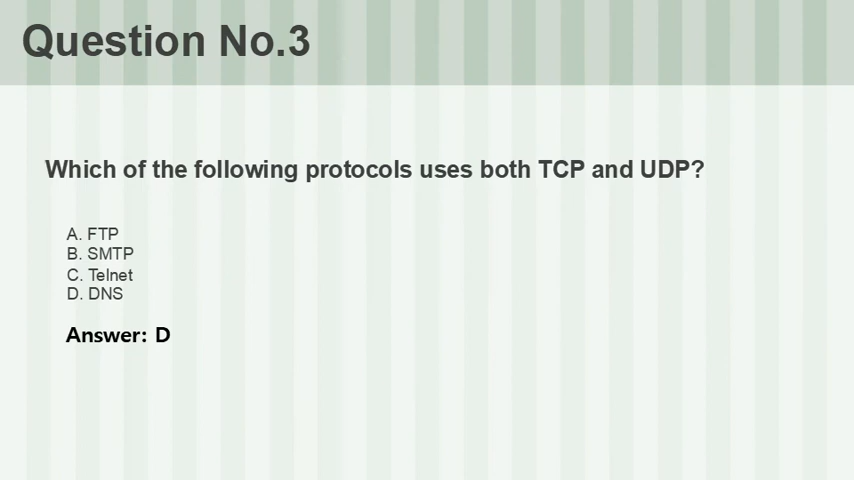 Question No.3
Which of the following protocols uses both TCP and UDP?
A. FTP
B. SMTP
C. Telnet
D. DNS
Answer: D